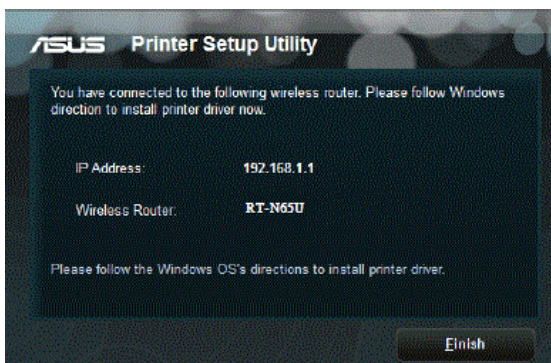 ASUS Printer Setup Utility
You have connected to the following wireless router. Please follow Windows
direction to install printer driver now.
IP Address: 192.168.1.1
Wireless Router: RT-N65U
Please follow the Windows OS's directions to install printer driver.
Finish